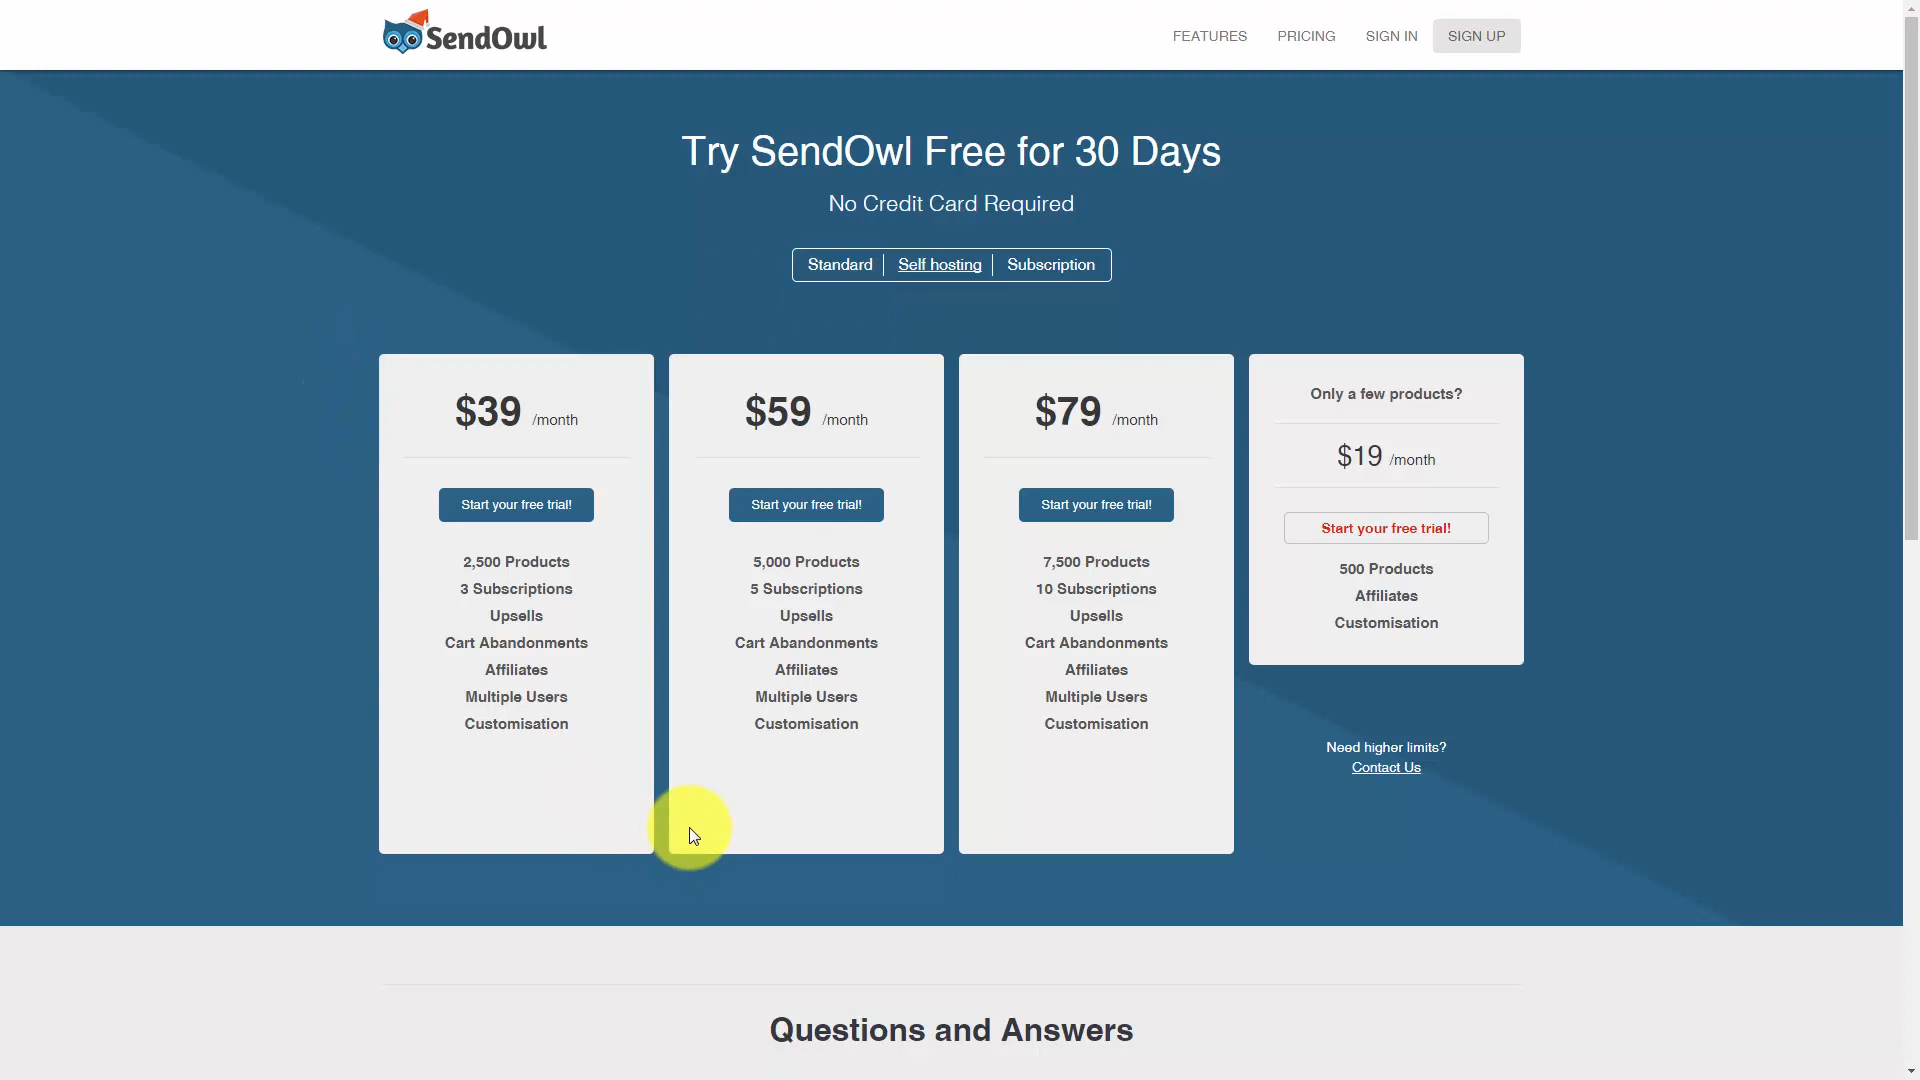 SendOwl
FEATURES
PRICING
SIGN IN
SIGN UP
Try SendOwl Free for 30 Days
No Credit Card Required
Standard
Self hosting
Subscription
$39 /month
Start your free trial!
2,500 Products
3 Subscriptions
Upsells
Cart Abandonments
Affiliates
Multiple Users
Customisation
$59 /month
Start your free trial!
5,000 Products
5 Subscriptions
Upsells
Cart Abandonments
Affiliates
Multiple Users
Customisation
$79 /month
Start your free trial!
7,500 Products
10 Subscriptions
Upsells
Cart Abandonments
Affiliates
Multiple Users
Customisation
Only a few products?
$19 /month
Start your free trial!
500 Products
Affiliates
Customisation
Need higher limits?
Contact Us
Questions and Answers